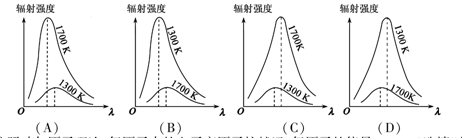 辐射强度 辐射强度 辐射强度 辐射强度
1700 K 1300 K 1700K 1300 K
1300 K 1700 K 1300 K 1700K
O λ O λ O λ O λ
(A) (B) (C) (D)